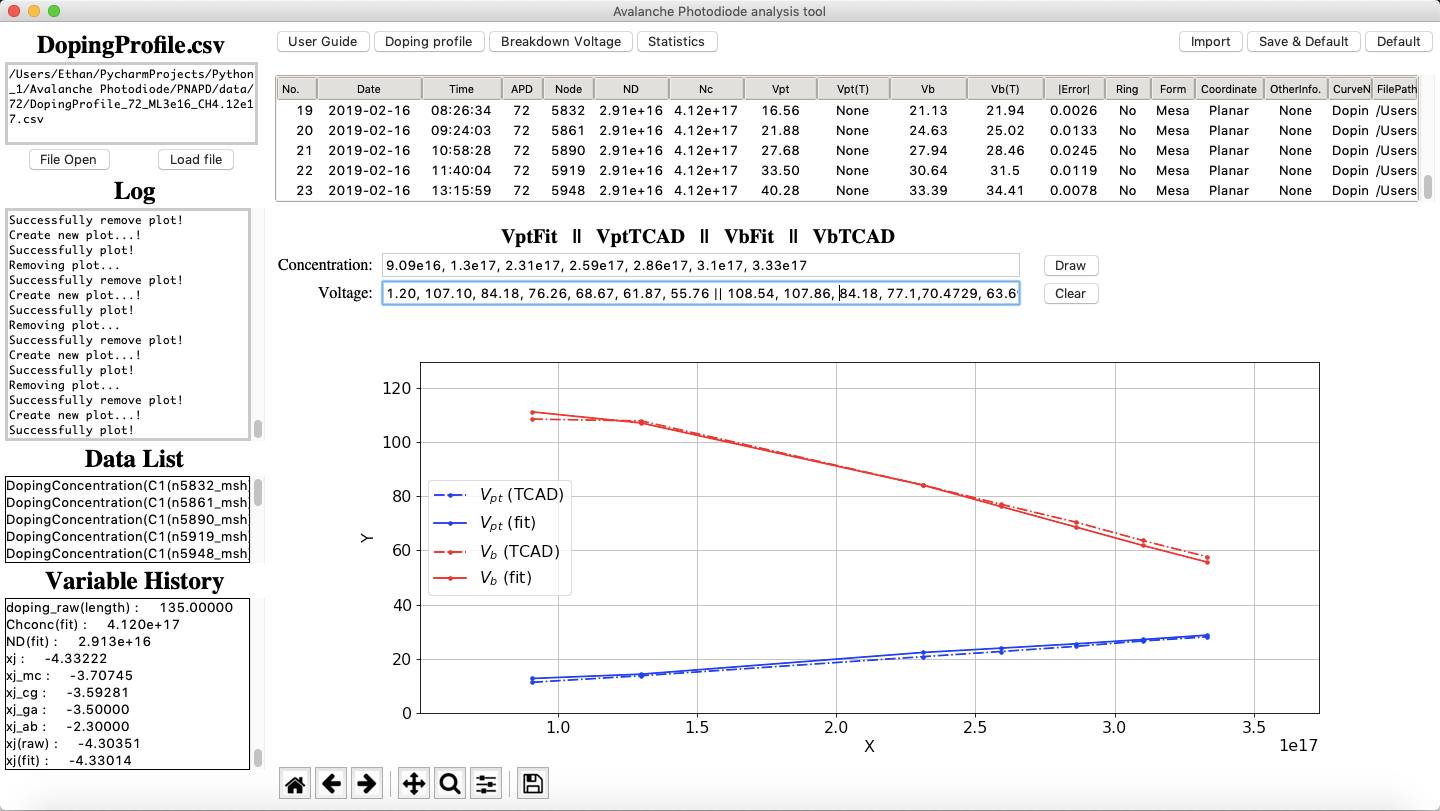 Avalanche Photodiode analysis tool
DopingProfile.csv
/Users/Ethan/PycharmProjects/Python
_1/Avalanche Photodiode/PNAPD/data/
72/DopingProfile_72_ML3e16_CH4.12e1
7.csv
File Open Load file
Log
Successfully remove plot!
Create new plot...!
Successfully plot!
Removing plot...
Successfully remove plot!
Create new plot...!
Successfully plot!
Removing plot...
Successfully remove plot!
Create new plot...!
Successfully plot!
Removing plot...
Successfully remove plot!
Create new plot...!
Successfully plot!
Data List
DopingConcentration(C1(n5832_msh
DopingConcentration(C1(n5861_msh
DopingConcentration(C1(n5890_msh
DopingConcentration(C1(n5919_msh
DopingConcentration(C1(n5948_msh
Variable History
doping_raw(length) : 135.00000
Chconc(fit) : 4.120e+17
ND(fit) : 2.913e+16
xj : -4.33222
xj_mc : -3.70745
xj_cg : -3.59281
xj_ga : -3.50000
xj_ab : -2.30000
xj(raw) : -4.30351
xj(fit) : -4.33014
User Guide Doping profile Breakdown Voltage Statistics Import Save & Default Default
No. Date Time APD Node ND Nc Vpt Vpt(T) Vb Vb(T) |Error| Ring Form Coordinate OtherInfo. CurveN FilePath
19 2019-02-16 08:26:34 72 5832 2.91e+16 4.12e+17 16.56 None 21.13 21.94 0.0026 No Mesa Planar None Dopin /Users
20 2019-02-16 09:24:03 72 5861 2.91e+16 4.12e+17 21.88 None 24.63 25.02 0.0133 No Mesa Planar None Dopin /Users
21 2019-02-16 10:58:28 72 5890 2.91e+16 4.12e+17 27.68 None 27.94 28.46 0.0245 No Mesa Planar None Dopin /Users
22 2019-02-16 11:40:04 72 5919 2.91e+16 4.12e+17 33.50 None 30.64 31.5 0.0119 No Mesa Planar None Dopin /Users
23 2019-02-16 13:15:59 72 5948 2.91e+16 4.12e+17 40.28 None 33.39 34.41 0.0078 No Mesa Planar None Dopin /Users
VptFit || VptTCAD || VbFit || VbTCAD
Concentration: 9.09e16, 1.3e17, 2.31e17, 2.59e17, 2.86e17, 3.1e17, 3.33e17 Draw
Voltage: 1.20, 107.10, 84.18, 76.26, 68.67, 61.87, 55.76 || 108.54, 107.86, 84.18, 77.1,70.4729, 63.6 Clear
120
100
80
60
40
20
0
Y
Vpt (TCAD)
Vpt (fit)
Vb (TCAD)
Vb (fit)
1.0 1.5 2.0 2.5 3.0 3.5
X
1e17